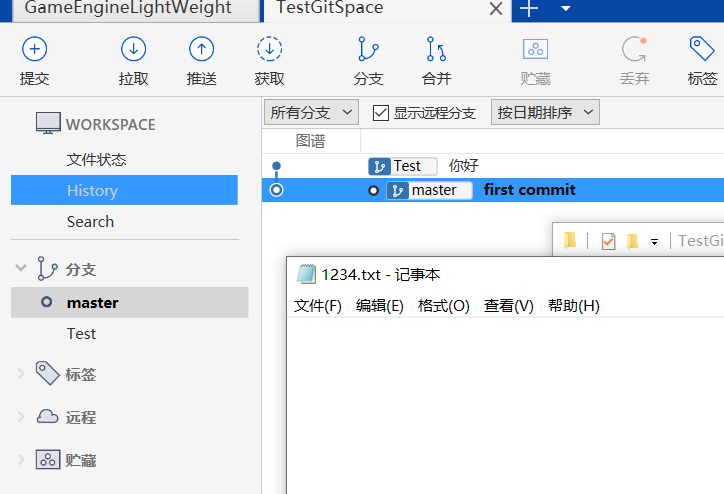 GameEngineLightWeight TestGitSpace
提交 拉取 推送 获取 分支 合并 贮藏 丢弃 标签
WORKSPACE
文件状态
History
Search
分支
master
Test
标签
远程
贮藏
所有分支 显示远程分支 按日期排序
图谱
Test 你好
master first commit
TestGi
1234.txt - 记事本
文件(F) 编辑(E) 格式(O) 查看(V) 帮助(H)